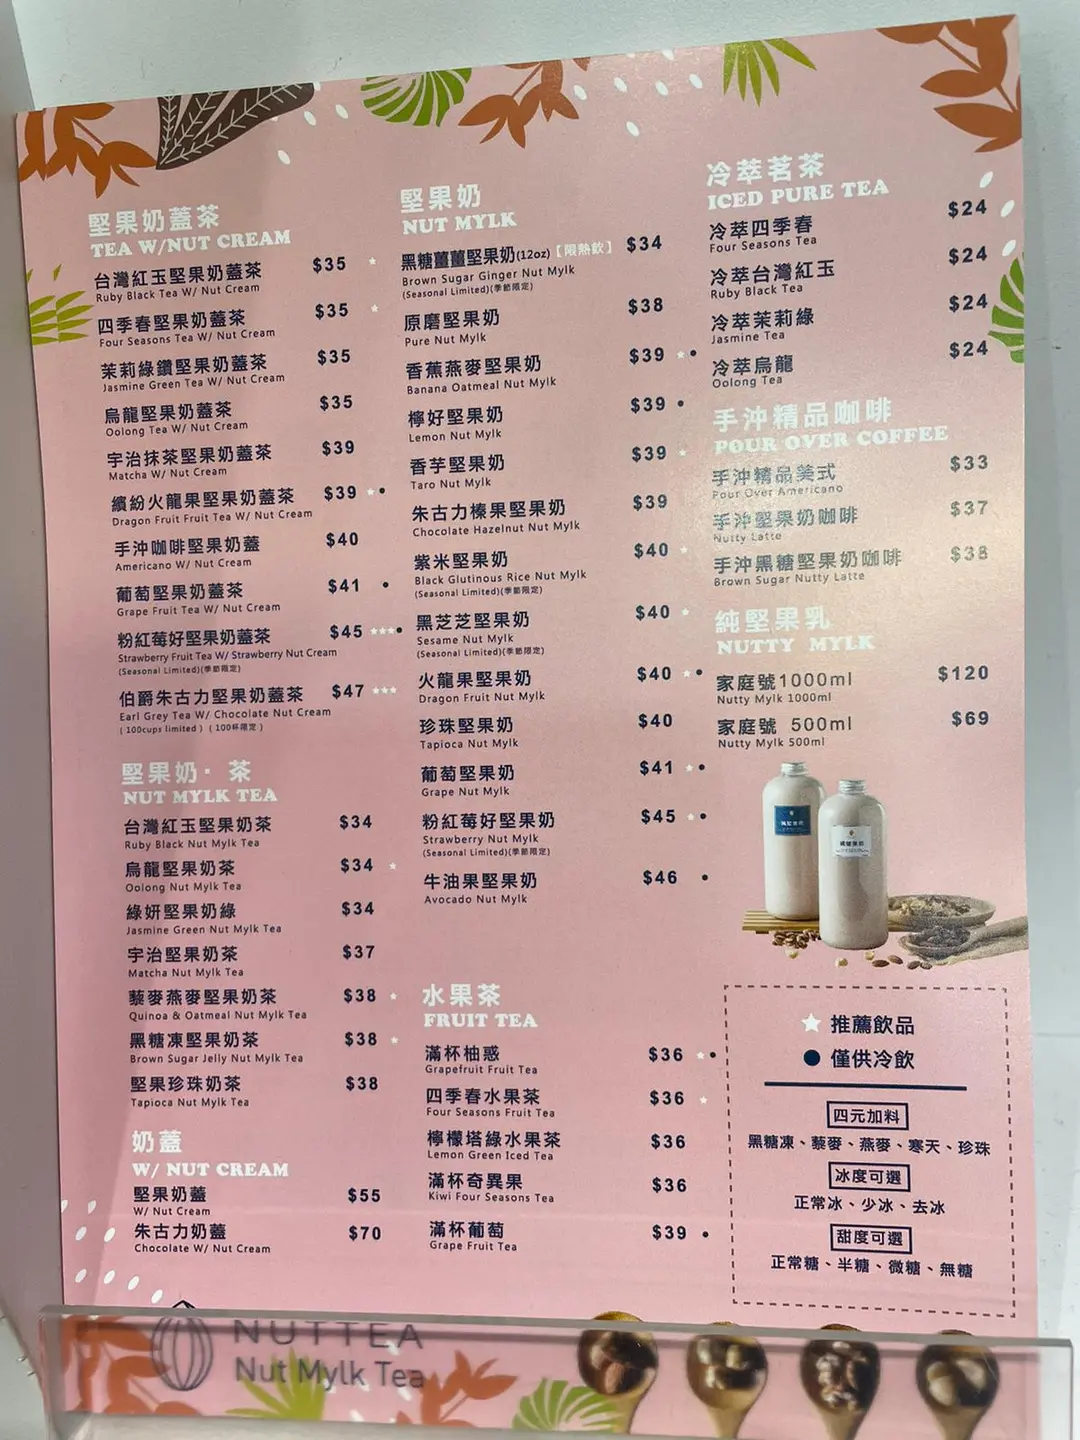 堅果奶蓋茶
TEA W/NUT CREAM
台灣紅玉堅果奶蓋茶 $35
Ruby Black Tea W/ Nut Cream
四季春堅果奶蓋茶 $35
Four Seasons Tea W/ Nut Cream
茉莉綠鑽堅果奶蓋茶 $35
Jasmine Green Tea W/ Nut Cream
烏龍堅果奶蓋茶 $35
Oolong Tea W/ Nut Cream
宇治抹茶堅果奶蓋茶 $39
Matcha W/ Nut Cream
繽紛火龍果堅果奶蓋茶 $39 ★●
Dragon Fruit Fruit Tea W/ Nut Cream
手沖咖啡堅果奶蓋 $40
Americano W/ Nut Cream
葡萄堅果奶蓋茶 $41 ●
Grape Fruit Tea W/ Nut Cream
粉紅莓好堅果奶蓋茶 $45 ★★★●
Strawberry Fruit Tea W/ Strawberry Nut Cream
(Seasonal Limited)(季節限定)
伯爵朱古力堅果奶蓋茶 $47 ★★★
Earl Grey Tea W/ Chocolate Nut Cream
(100cups limited) (100杯限定)
堅果奶·茶
NUT MYLK TEA
台灣紅玉堅果奶茶 $34
Ruby Black Nut Mylk Tea
烏龍堅果奶茶 $34 ★
Oolong Nut Mylk Tea
綠妍堅果奶綠 $34
Jasmine Green Nut Mylk Tea
宇治堅果奶茶 $37
Matcha Nut Mylk Tea
藜麥燕麥堅果奶茶 $38 ★
Quinoa & Oatmeal Nut Mylk Tea
黑糖凍堅果奶茶 $38 ★
Brown Sugar Jelly Nut Mylk Tea
堅果珍珠奶茶 $38
Tapioca Nut Mylk Tea
奶蓋
W/ NUT CREAM
堅果奶蓋 $55
W/ Nut Cream
朱古力奶蓋 $70
Chocolate W/ Nut Cream
堅果奶
NUT MYLK
黑糖薑薑堅果奶(12oz)【限熱飲】 $34
Brown Sugar Ginger Nut Mylk
(Seasonal Limited)(季節限定)
原磨堅果奶 $38
Pure Nut Mylk
香蕉燕麥堅果奶 $39 ★●
Banana Oatmeal Nut Mylk
檸好堅果奶 $39 ●
Lemon Nut Mylk
香芋堅果奶 $39 ★
Taro Nut Mylk
朱古力榛果堅果奶 $39
Chocolate Hazelnut Nut Mylk
紫米堅果奶 $40 ★
Black Glutinous Rice Nut Mylk
(Seasonal Limited)(季節限定)
黑芝芝堅果奶 $40 ★
Sesame Nut Mylk
(Seasonal Limited)(季節限定)
火龍果堅果奶 $40 ★●
Dragon Fruit Nut Mylk
珍珠堅果奶 $40
Tapioca Nut Mylk
葡萄堅果奶 $41 ★●
Grape Nut Mylk
粉紅莓好堅果奶 $45 ★●
Strawberry Nut Mylk
(Seasonal Limited)(季節限定)
牛油果堅果奶 $46 ●
Avocado Nut Mylk
水果茶
FRUIT TEA
滿杯柚惑 $36 ★●
Grapefruit Fruit Tea
四季春水果茶 $36 ★
Four Seasons Fruit Tea
檸檬塔綠水果茶 $36
Lemon Green Iced Tea
滿杯奇異果 $36
Kiwi Four Seasons Tea
滿杯葡萄 $39 ●
Grape Fruit Tea
冷萃茗茶
ICED PURE TEA
冷萃四季春 $24
Four Seasons Tea
冷萃台灣紅玉 $24
Ruby Black Tea
冷萃茉莉綠 $24
Jasmine Tea
冷萃烏龍 $24
Oolong Tea
手沖精品咖啡
POUR OVER COFFEE
手沖精品美式 $33
Pour Over Americano
手沖堅果奶咖啡 $37
Nutty Latte
手沖黑糖堅果奶咖啡 $38
Brown Sugar Nutty Latte
純堅果乳
NUTTY MYLK
家庭號1000ml $120
Nutty Mylk 1000ml
家庭號 500ml $69
Nutty Mylk 500ml
★ 推薦飲品
● 僅供冷飲
四元加料
黑糖凍、藜麥、燕麥、寒天、珍珠
冰度可選
正常冰、少冰、去冰
甜度可選
正常糖、半糖、微糖、無糖
NUTTEA
Nut Mylk Tea